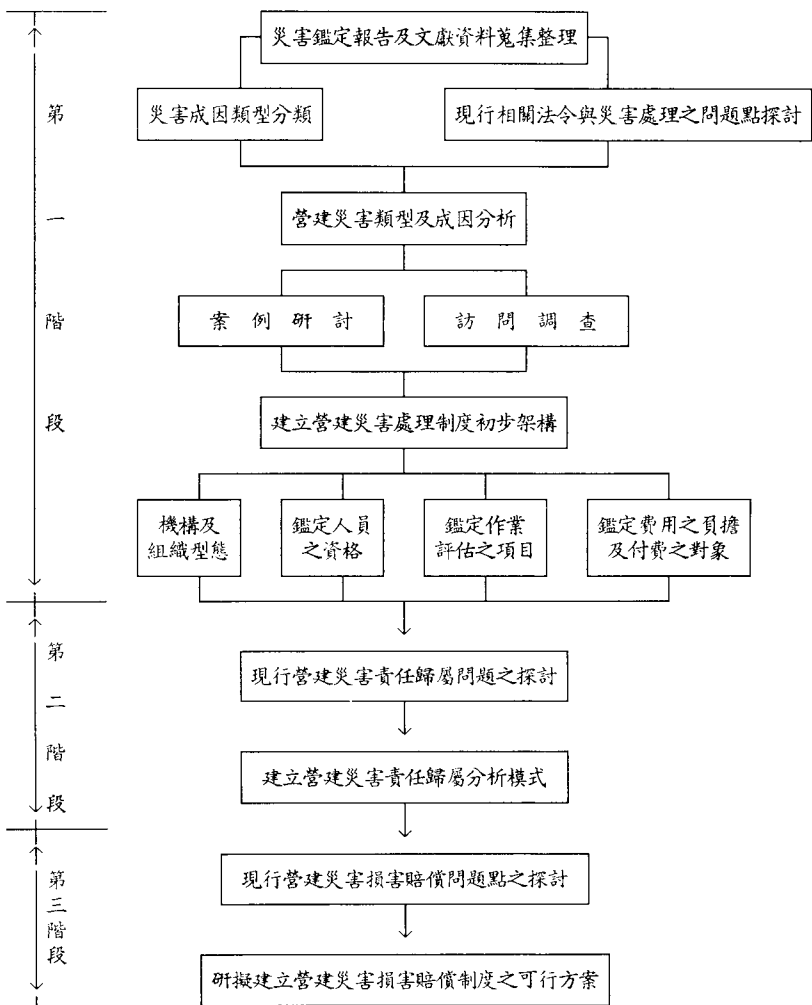 災害鑑定報告及文獻資料蒐集整理
災害成因類型分類
現行相關法令與災害處理之問題點探討
營建災害類型及成因分析
案例研討
訪問調查
建立營建災害處理制度初步架構
機構及
組織型態
鑑定人員
之資格
鑑定作業
評估之項目
鑑定費用之負擔
及付費之對象
第一階段
現行營建災害責任歸屬問題之探討
建立營建災害責任歸屬分析模式
第二階段
現行營建災害損害賠償問題點之探討
研擬建立營建災害損害賠償制度之可行方案
第三階段